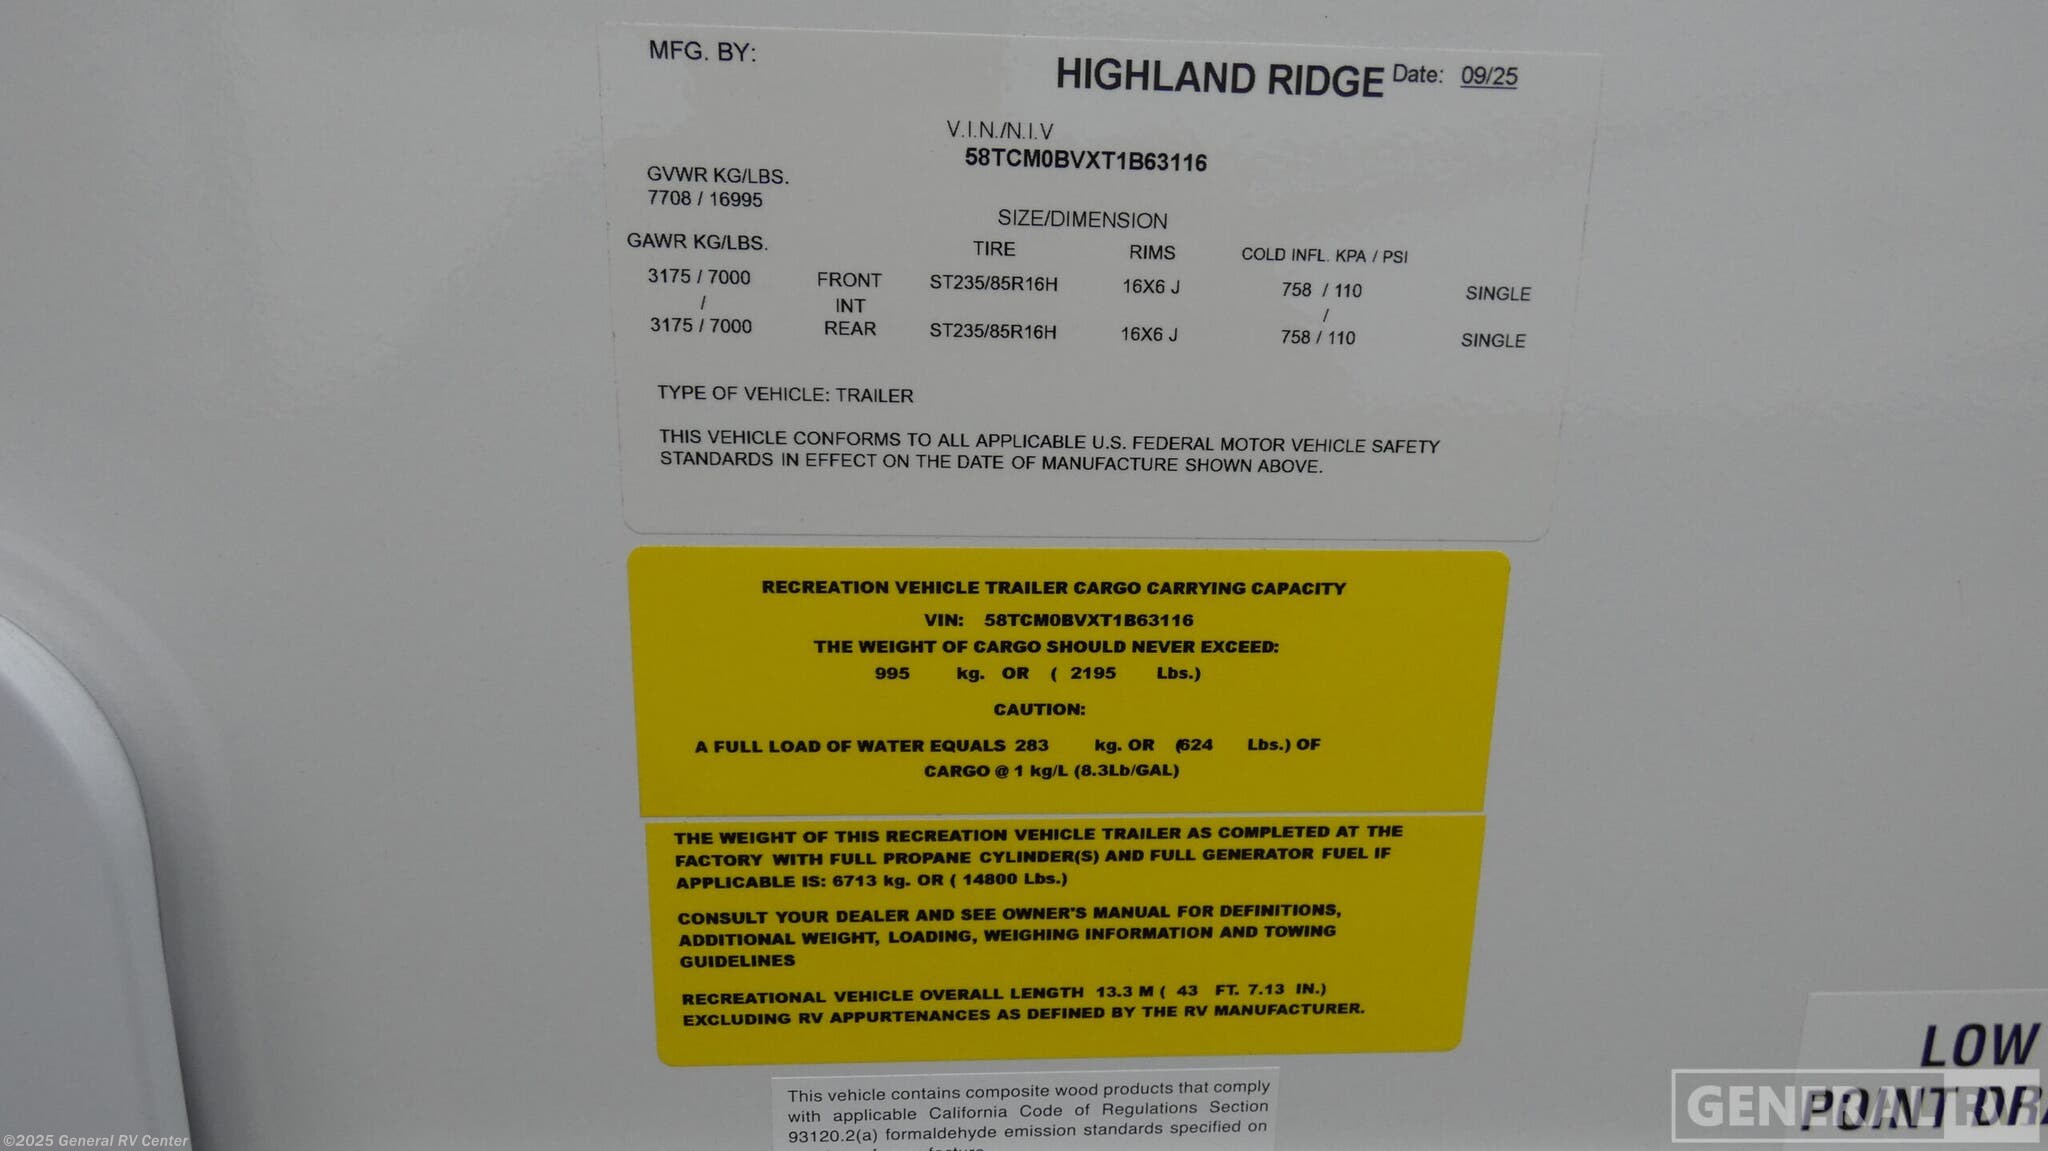 MFG. BY:
HIGHLAND RIDGE Date: 09/25
V.I.N./N.I.V
58TCM0BVXT1B63116
GVWR KG/LBS.
7708 / 16995
SIZE/DIMENSION
GAWR KG/LBS. TIRE RIMS COLD INFL. KPA / PSI
3175 / 7000 FRONT ST235/85R16H 16X6 J 758 / 110 SINGLE
/ INT /
3175 / 7000 REAR ST235/85R16H 16X6 J 758 / 110 SINGLE
TYPE OF VEHICLE: TRAILER
THIS VEHICLE CONFORMS TO ALL APPLICABLE U.S. FEDERAL MOTOR VEHICLE SAFETY
STANDARDS IN EFFECT ON THE DATE OF MANUFACTURE SHOWN ABOVE.
RECREATION VEHICLE TRAILER CARGO CARRYING CAPACITY
VIN: 58TCM0BVXT1B63116
THE WEIGHT OF CARGO SHOULD NEVER EXCEED:
995 kg. OR ( 2195 Lbs.)
CAUTION:
A FULL LOAD OF WATER EQUALS 283 kg. OR (624 Lbs.) OF
CARGO @ 1 kg/L (8.3Lb/GAL)
THE WEIGHT OF THIS RECREATION VEHICLE TRAILER AS COMPLETED AT THE
FACTORY WITH FULL PROPANE CYLINDER(S) AND FULL GENERATOR FUEL IF
APPLICABLE IS: 6713 kg. OR ( 14800 Lbs.)
CONSULT YOUR DEALER AND SEE OWNER'S MANUAL FOR DEFINITIONS,
ADDITIONAL WEIGHT, LOADING, WEIGHING INFORMATION AND TOWING
GUIDELINES
RECREATIONAL VEHICLE OVERALL LENGTH 13.3 M ( 43 FT. 7.13 IN.)
EXCLUDING RV APPURTENANCES AS DEFINED BY THE RV MANUFACTURER.
This vehicle contains composite wood products that comply
with applicable California Code of Regulations Section
93120.2(a) formaldehyde emission standards specified on
LOW
POINT
GENERAL RV
©2025 General RV Center